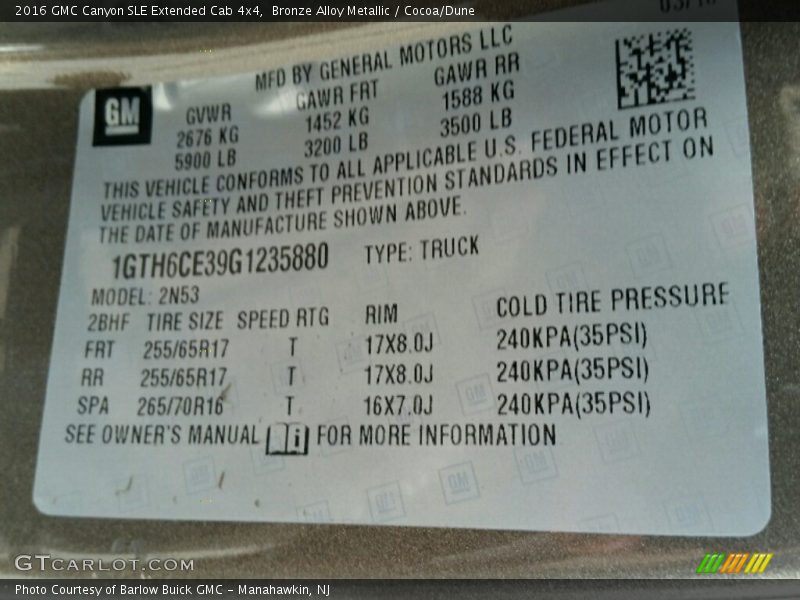 2016 GMC Canyon SLE Extended Cab 4x4, Bronze Alloy Metallic / Cocoa/Dune
MFD BY GENERAL MOTORS LLC
GM
GVWR GAWR FRT GAWR RR
2676 KG 1452 KG 1588 KG
5900 LB 3200 LB 3500 LB
THIS VEHICLE CONFORMS TO ALL APPLICABLE U.S. FEDERAL MOTOR
VEHICLE SAFETY AND THEFT PREVENTION STANDARDS IN EFFECT ON
THE DATE OF MANUFACTURE SHOWN ABOVE.
1GTH6CE39G1235880 TYPE: TRUCK
MODEL: 2N53
2BHF TIRE SIZE SPEED RTG RIM COLD TIRE PRESSURE
FRT 255/65R17 T 17X8.0J 240KPA(35PSI)
RR 255/65R17 T 17X8.0J 240KPA(35PSI)
SPA 265/70R16 T 16X7.0J 240KPA(35PSI)
SEE OWNER'S MANUAL i FOR MORE INFORMATION
GTCARLOT.COM
Photo Courtesy of Barlow Buick GMC - Manahawkin, NJ